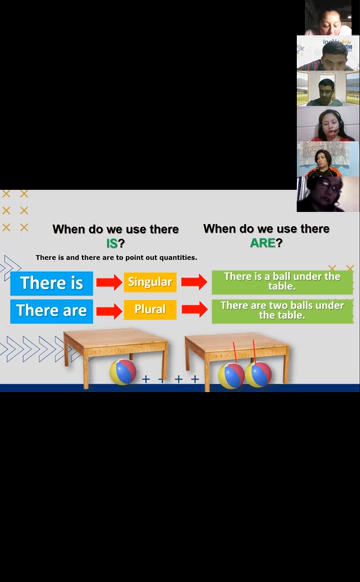 When do we use there
IS?
When do we use there
ARE?
There is and there are to point out quantities.
There is
Singular
There is a ball under the
table.
There are
Plural
There are two balls under
the table.